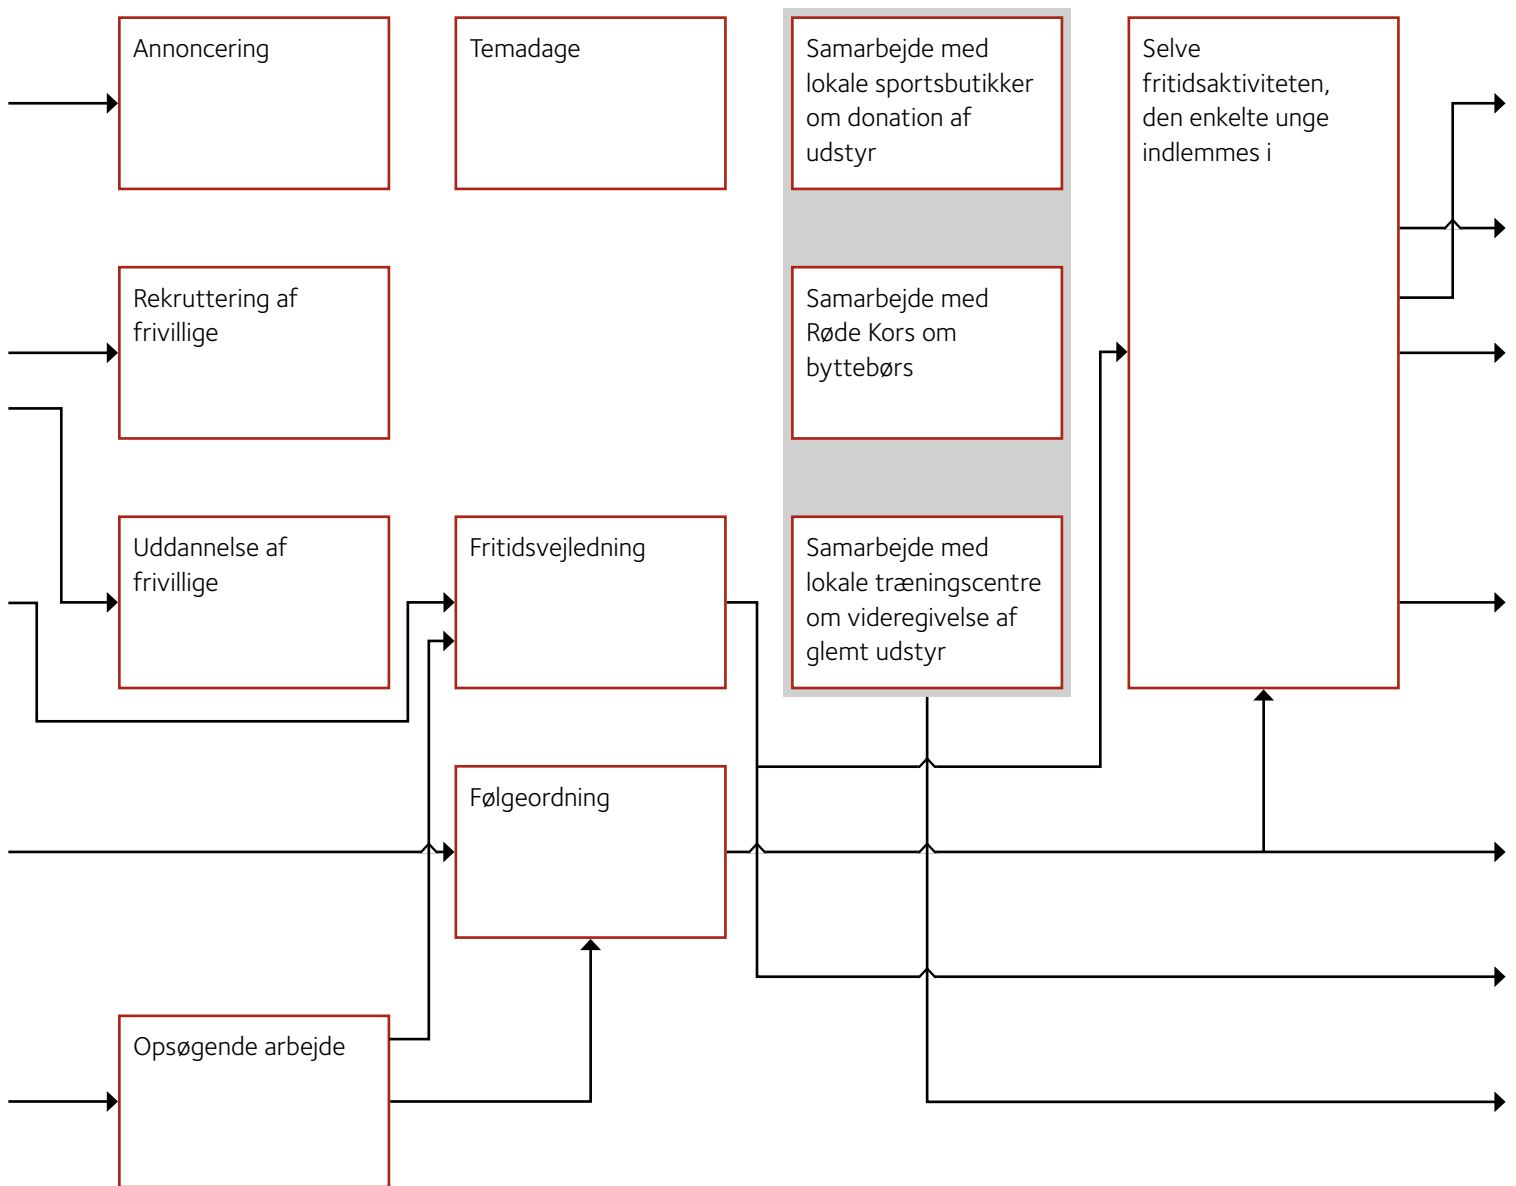 Annoncering
Temadage
Samarbejde med
lokale sportsbutikker
om donation af
udstyr
Selve
fritidsaktiviteten,
den enkelte unge
indlemmes i
Rekruttering af
frivillige
Samarbejde med
Røde Kors om
byttebørs
Uddannelse af
frivillige
Fritidsvejledning
Samarbejde med
lokale træningscentre
om videregivelse af
glemt udstyr
Følgeordning
Opsøgende arbejde